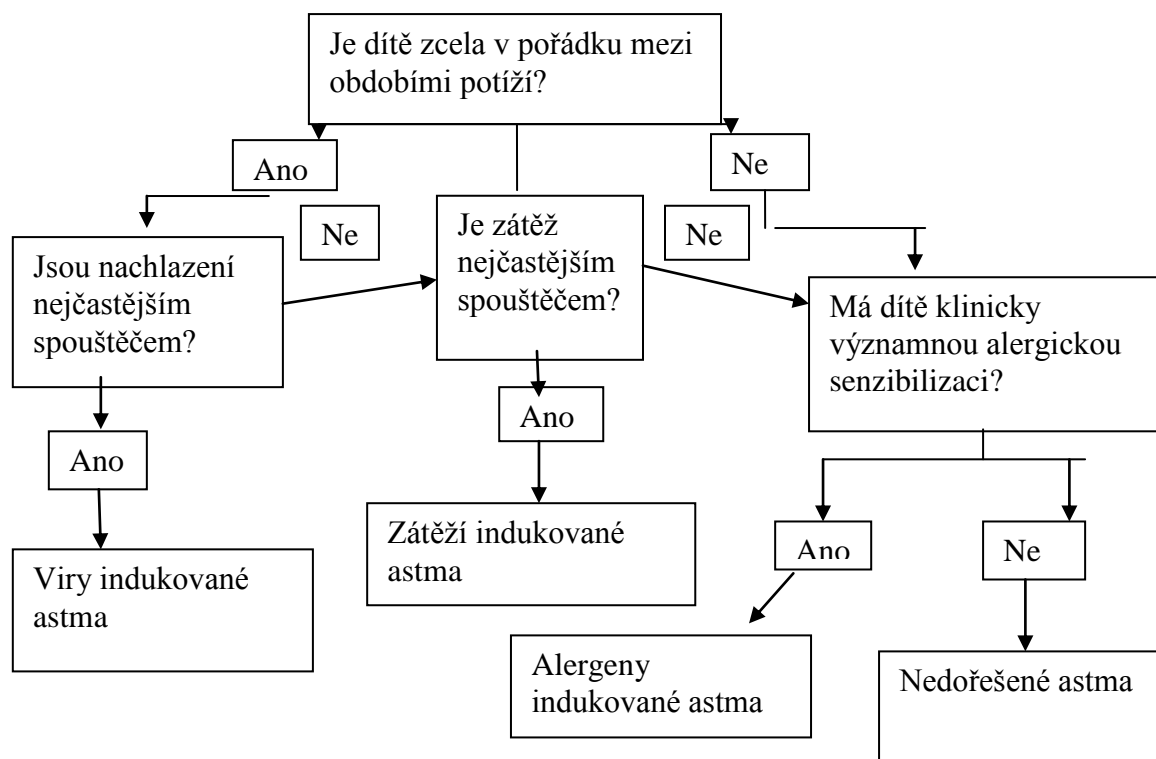 Je dítě zcela v pořádku mezi
obdobími potíží?
Ano
Ne
Ne
Ne
Jsou nachlazení
nejčastějším
spouštěčem?
Je zátěž
nejčastějším
spouštěčem?
Má dítě klinicky
významnou alergickou
senzibilizaci?
Ano
Ano
Ano
Ne
Viry indukované
astma
Zátěží indukované
astma
Alergeny
indukované astma
Nedořešené astma